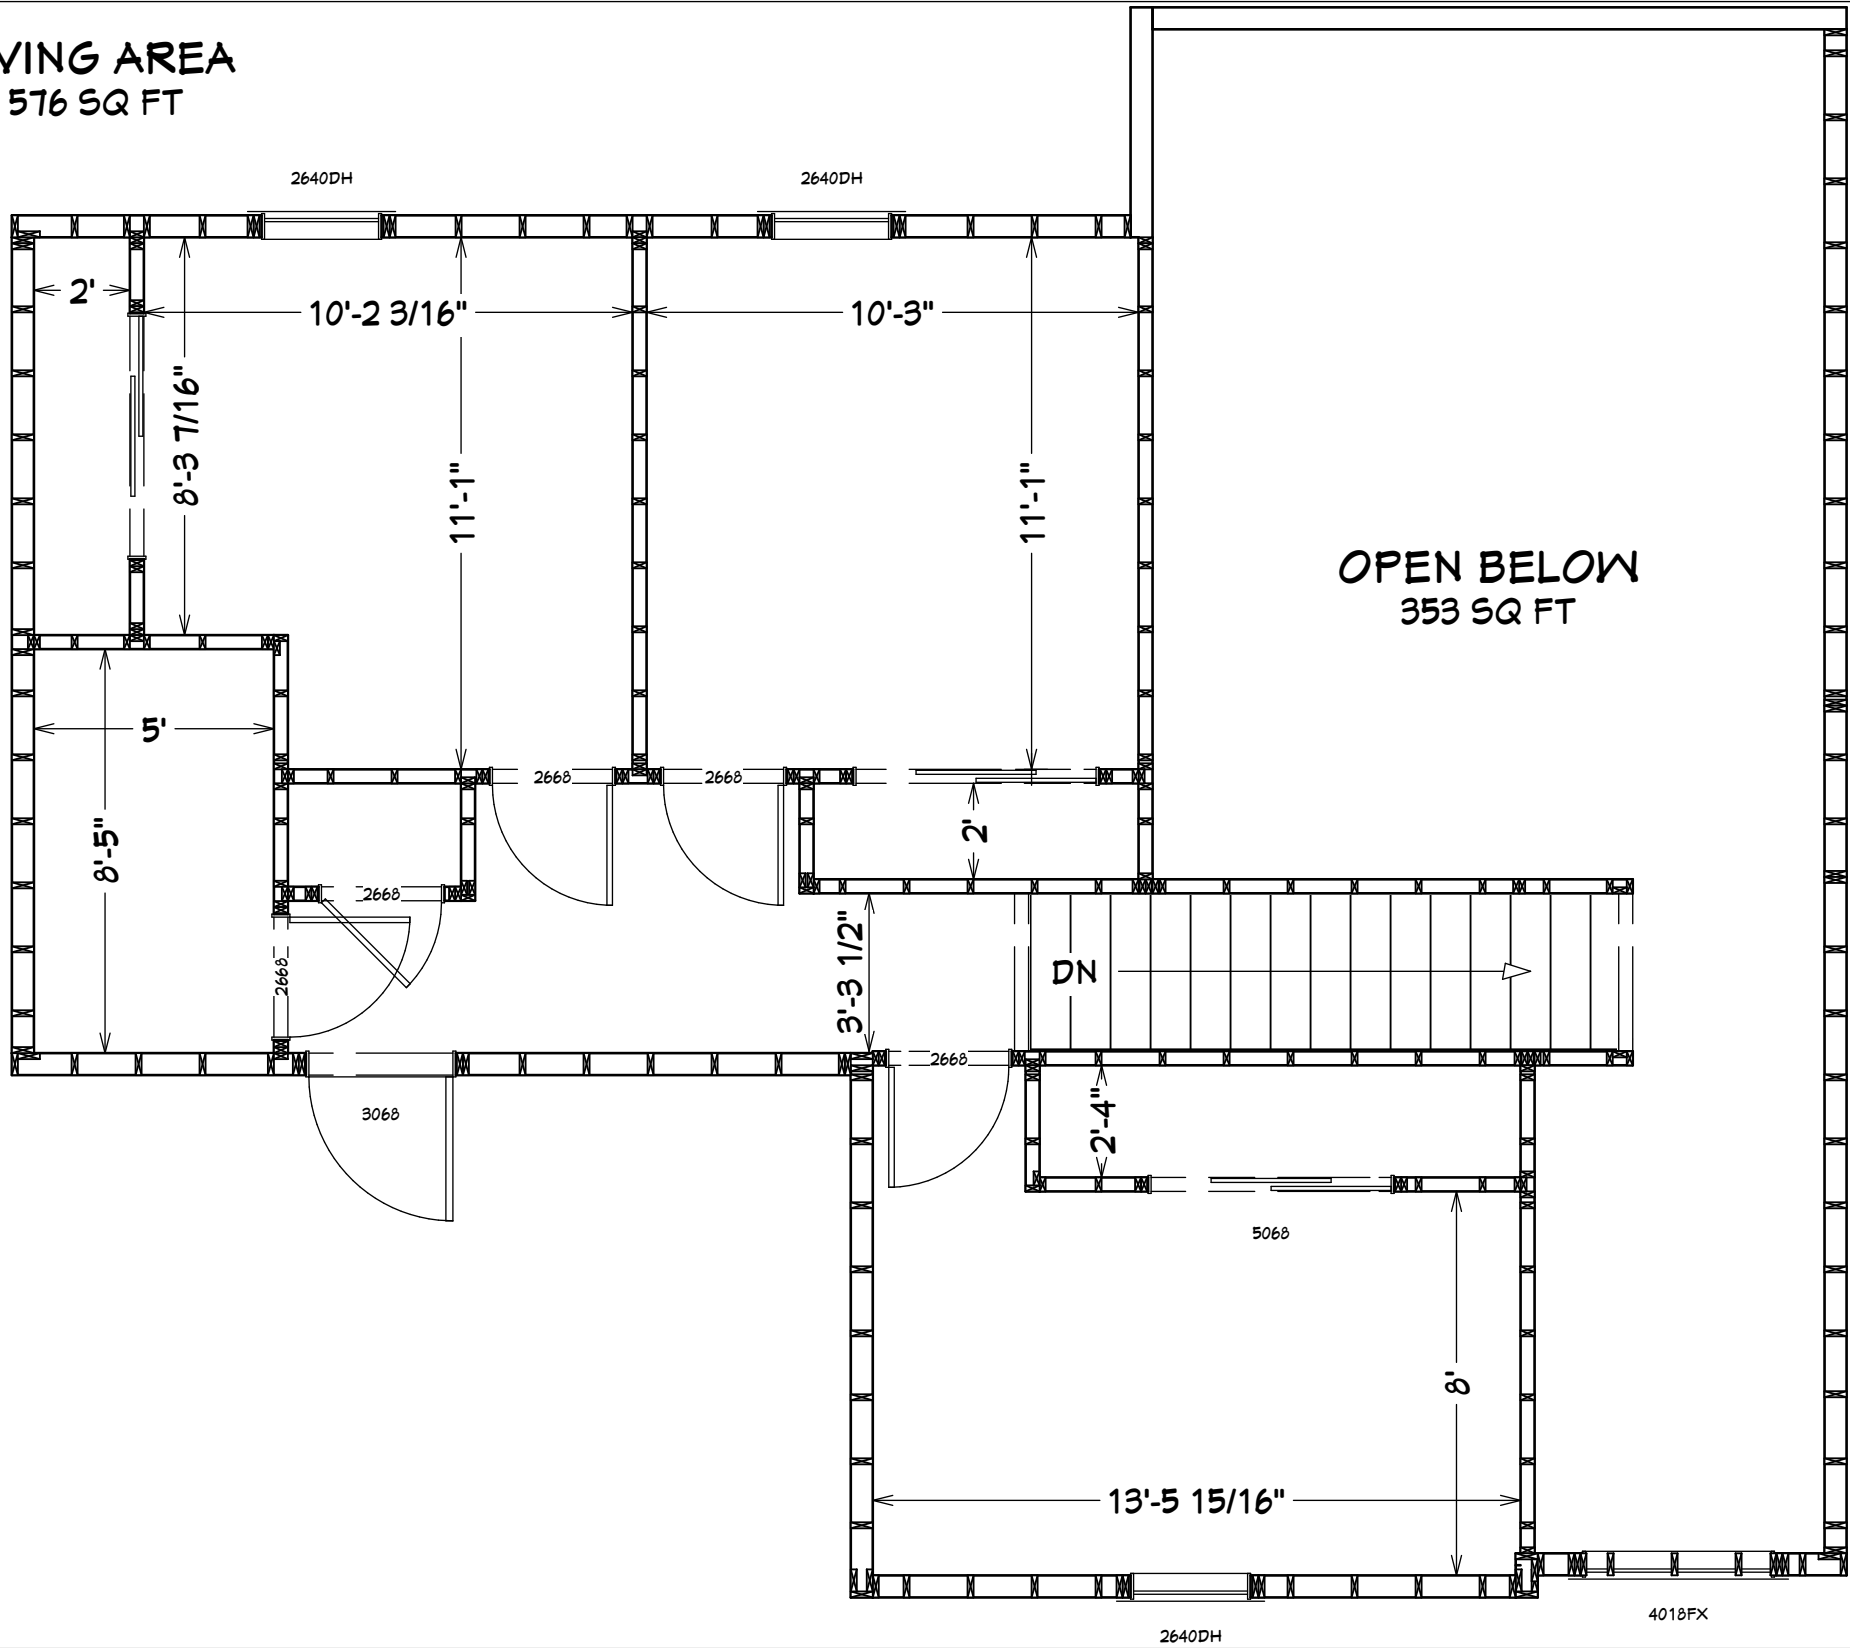 VING AREA
576 SQ FT
2640DH
2640DH
2'
10'-2 3/16"
10'-3"
8'-3 7/16"
11'-1"
11'-1"
OPEN BELOW
353 SQ FT
5'
2668
2668
8'-5"
2'
2668
2668
3'-3 1/2"
DN
2668
3068
2'-4"
5068
8'
13'-5 15/16"
4018FX
2640DH